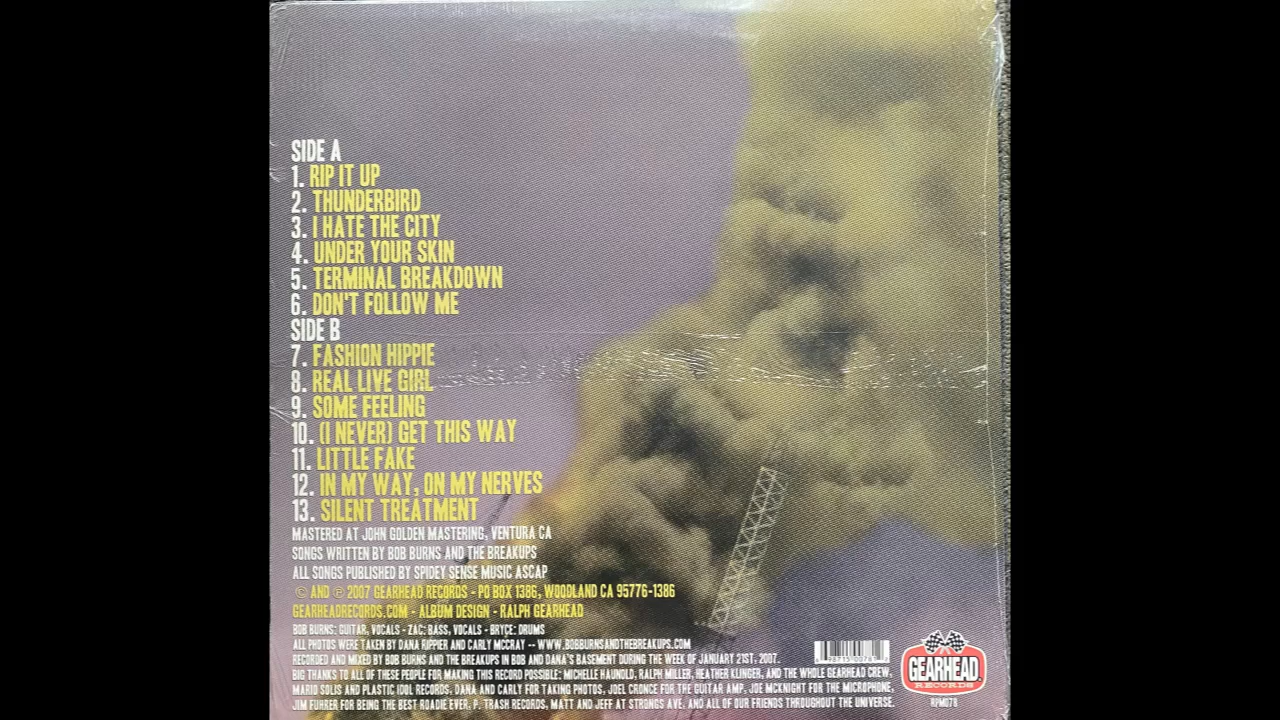 SIDE A
1. RIP IT UP
2. THUNDERBIRD
3. I HATE THE CITY
4. UNDER YOUR SKIN
5. TERMINAL BREAKDOWN
6. DON'T FOLLOW ME
SIDE B
7. FASHION HIPPIE
8. REAL LIVE GIRL
9. SOME FEELING
10. (I NEVER) GET THIS WAY
11. LITTLE FAKE
12. IN MY WAY, ON MY NERVES
13. SILENT TREATMENT
MASTERED AT JOHN GOLDEN MASTERING, VENTURA CA
SONGS WRITTEN BY BOB BURNS AND THE BREAKUPS
ALL SONGS PUBLISHED BY SPIDEY SENSE MUSIC ASCAP
© AND ℗ 2007 GEARHEAD RECORDS - PO BOX 1386, WOODLAND CA 95776-1386
GEARHEADRECORDS.COM - ALBUM DESIGN - RALPH GEARHEAD
BOB BURNS: GUITAR, VOCALS - ZAC: BASS, VOCALS - BRYCE: DRUMS
ALL PHOTOS WERE TAKEN BY DANA RIPPIER AND CARLY MCCRAY -- WWW.BOBBURNSANDTHEBREAKUPS.COM
RECORDED AND MIXED BY BOB BURNS AND THE BREAKUPS IN BOB AND DANA'S BASEMENT DURING THE WEEK OF JANUARY 21ST, 2007.
BIG THANKS TO ALL OF THESE PEOPLE FOR MAKING THIS RECORD POSSIBLE: MICHELLE HAUNOLD, RALPH MILLER, HEATHER KLINGER, AND THE WHOLE GEARHEAD CREW,
MARIO SOLIS AND PLASTIC IDOL RECORDS, DANA AND CARLY FOR TAKING PHOTOS, JOEL CRONCE FOR THE GUITAR AMP, JOE MCKNIGHT FOR THE MICROPHONE,
JIM FUHRER FOR BEING THE BEST ROADIE EVER, P. TRASH RECORDS, MATT AND JEFF AT STRONGS AVE. AND ALL OF OUR FRIENDS THROUGHOUT THE UNIVERSE.
GEARHEAD
RECORDS
RPM078